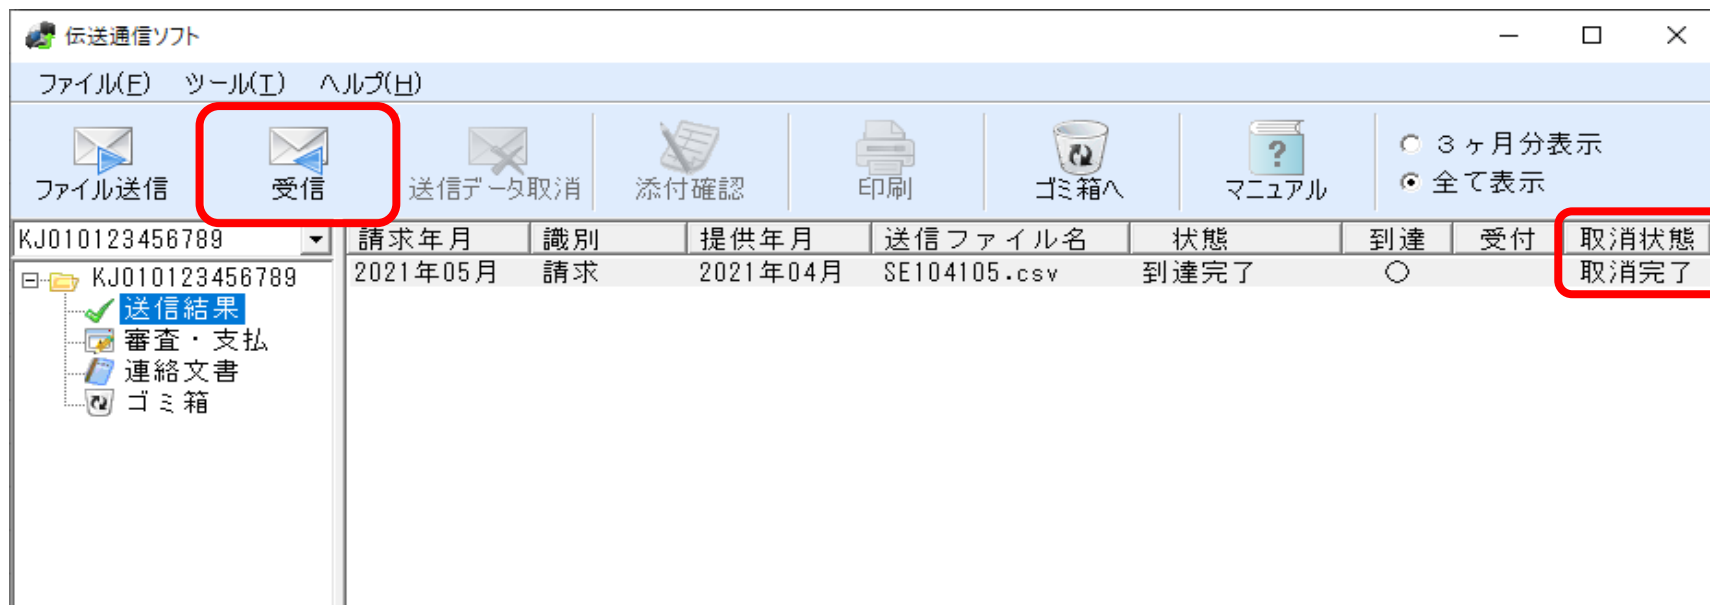 伝送通信ソフト
ファイル(F) ツール(T) ヘルプ(H)
ファイル送信 受信 送信データ取消 添付確認 印刷 ゴミ箱へ マニュアル
３ヶ月分表示
全て表示
KJ010123456789
KJ010123456789
送信結果
審査・支払
連絡文書
ゴミ箱
請求年月 識別 提供年月 送信ファイル名 状態 到達 受付 取消状態
2021年05月 請求 2021年04月 SE104105.csv 到達完了 ○ 取消完了